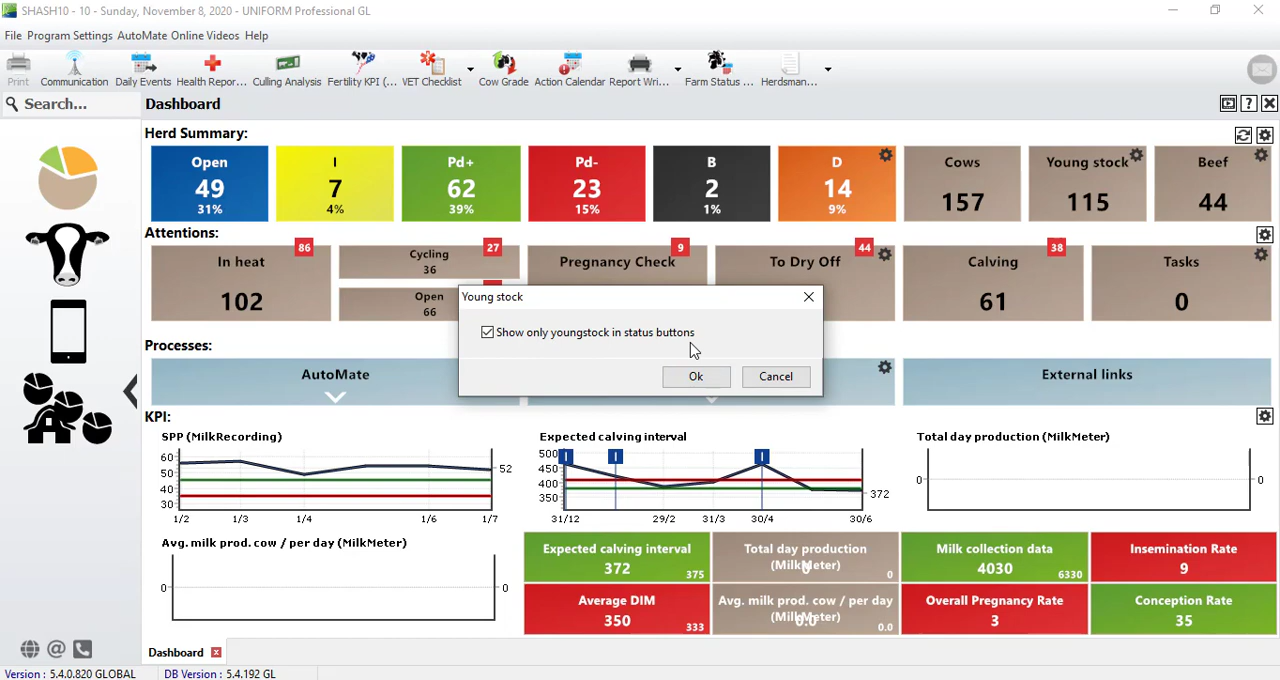 SHASH10 - 10 - Sunday, November 8, 2020 - UNIFORM Professional GL
File Program Settings AutoMate Online Videos Help
Print Communication Daily Events Health Repor... Culling Analysis Fertility KPI (... VET Checklist Cow Grade Action Calendar Report Wri... Farm Status ... Herdsman...
Search...
Dashboard
?
Herd Summary:
Open I Pd+ Pd- B D Cows Young stock Beef
49 7 62 23 2 14 157 115 44
31% 4% 39% 15% 1% 9%
Attentions:
86 27 9 44 38
In heat Cycling Pregnancy Check To Dry Off Calving Tasks
36
102 Open 61 0
66
Young stock
Show only youngstock in status buttons
Ok Cancel
Processes:
AutoMate External links
KPI:
SPP (MilkRecording) Expected calving interval Total day production (MilkMeter)
60 500
50 52 450 0 0
40 400 372
30 350
1/2 1/3 1/4 1/6 1/7 31/12 29/2 31/3 30/4 30/6
Avg. milk prod. cow / per day (MilkMeter)
0 0
Expected calving interval Total day production (MilkMeter) Milk collection data Insemination Rate
372 375 0 0 4030 6330 9
Average DIM Avg. milk prod. cow / per day (MilkMeter) Overall Pregnancy Rate Conception Rate
350 333 0.0 0.0 3 35
@
Dashboard
Version : 5.4.0.820 GLOBAL DB Version : 5.4.192 GL